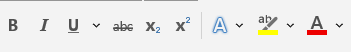 B I U abc x₂ x² A ab A